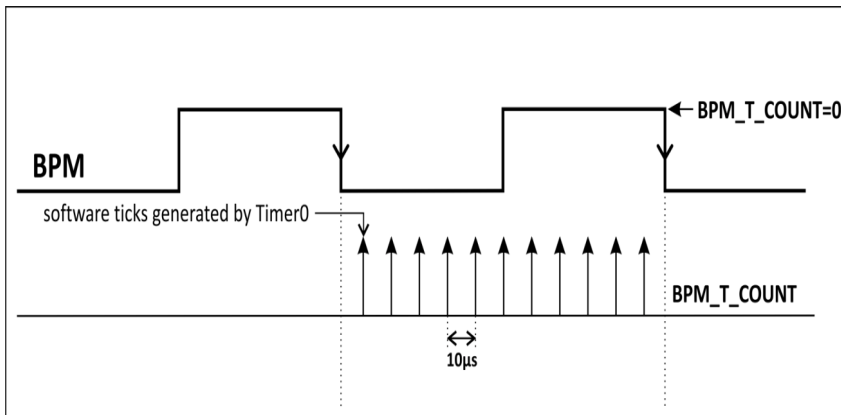 BPM_T_COUNT=0
BPM
software ticks generated by Timer0
BPM_T_COUNT
10µs